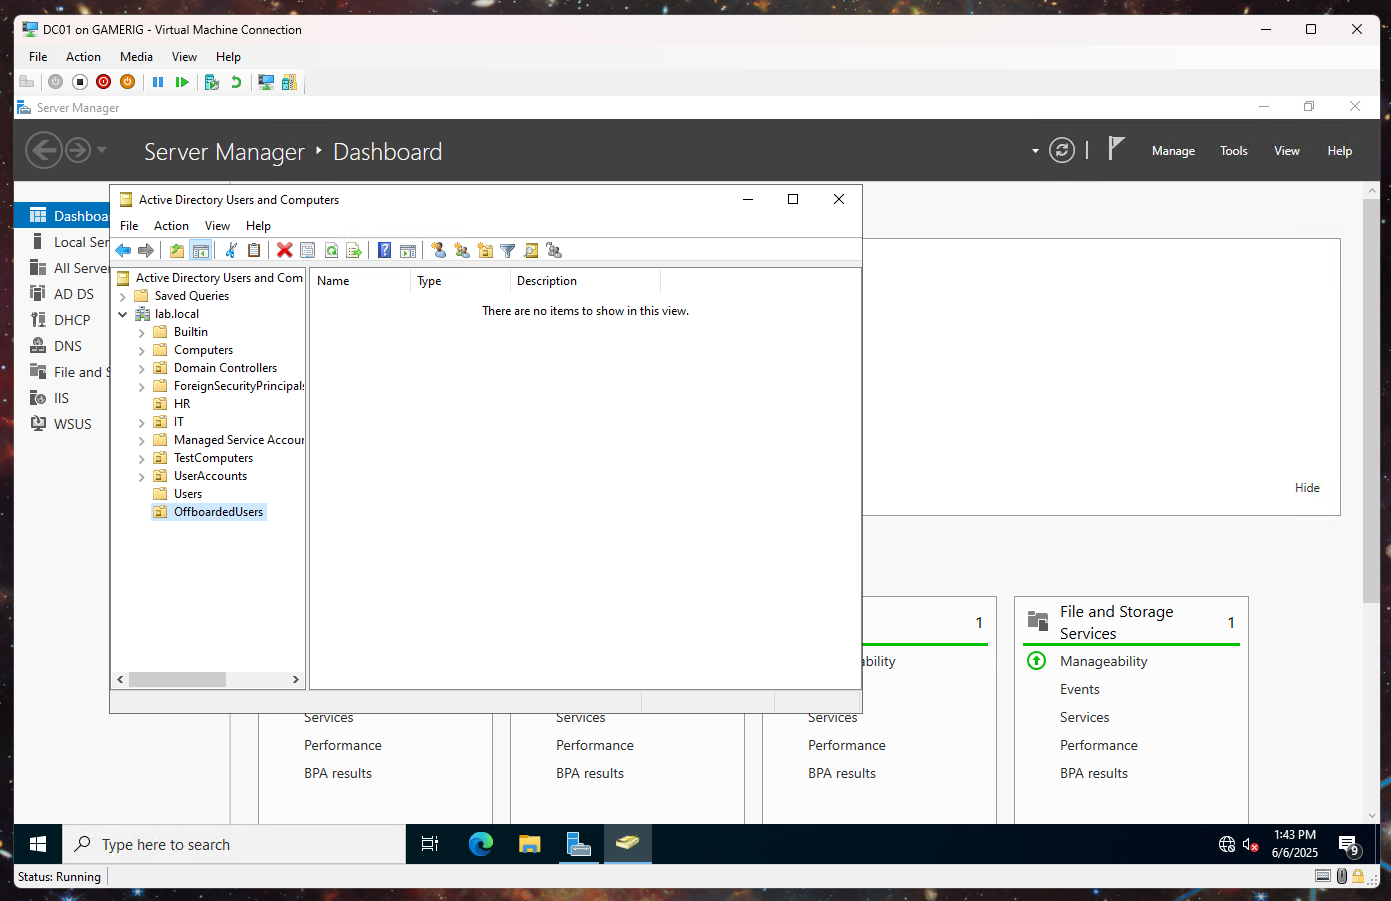 DC01 on GAMERIG - Virtual Machine Connection
File Action Media View Help
Server Manager
Server Manager Dashboard
Manage Tools View Help
Dashboa
Local Ser
All Serve
AD DS
DHCP
DNS
File and S
IIS
WSUS
Active Directory Users and Computers
File Action View Help
Active Directory Users and Com
Saved Queries
lab.local
Builtin
Computers
Domain Controllers
ForeignSecurityPrincipals
HR
IT
Managed Service Accour
TestComputers
UserAccounts
Users
OffboardedUsers
Name Type Description
There are no items to show in this view.
Hide
1
ability
File and Storage
Services
1
Manageability
Events
Services
Performance
BPA results
Services
Performance
BPA results
Services
Performance
BPA results
Services
Performance
BPA results
Type here to search
1:43 PM
6/6/2025
9
Status: Running